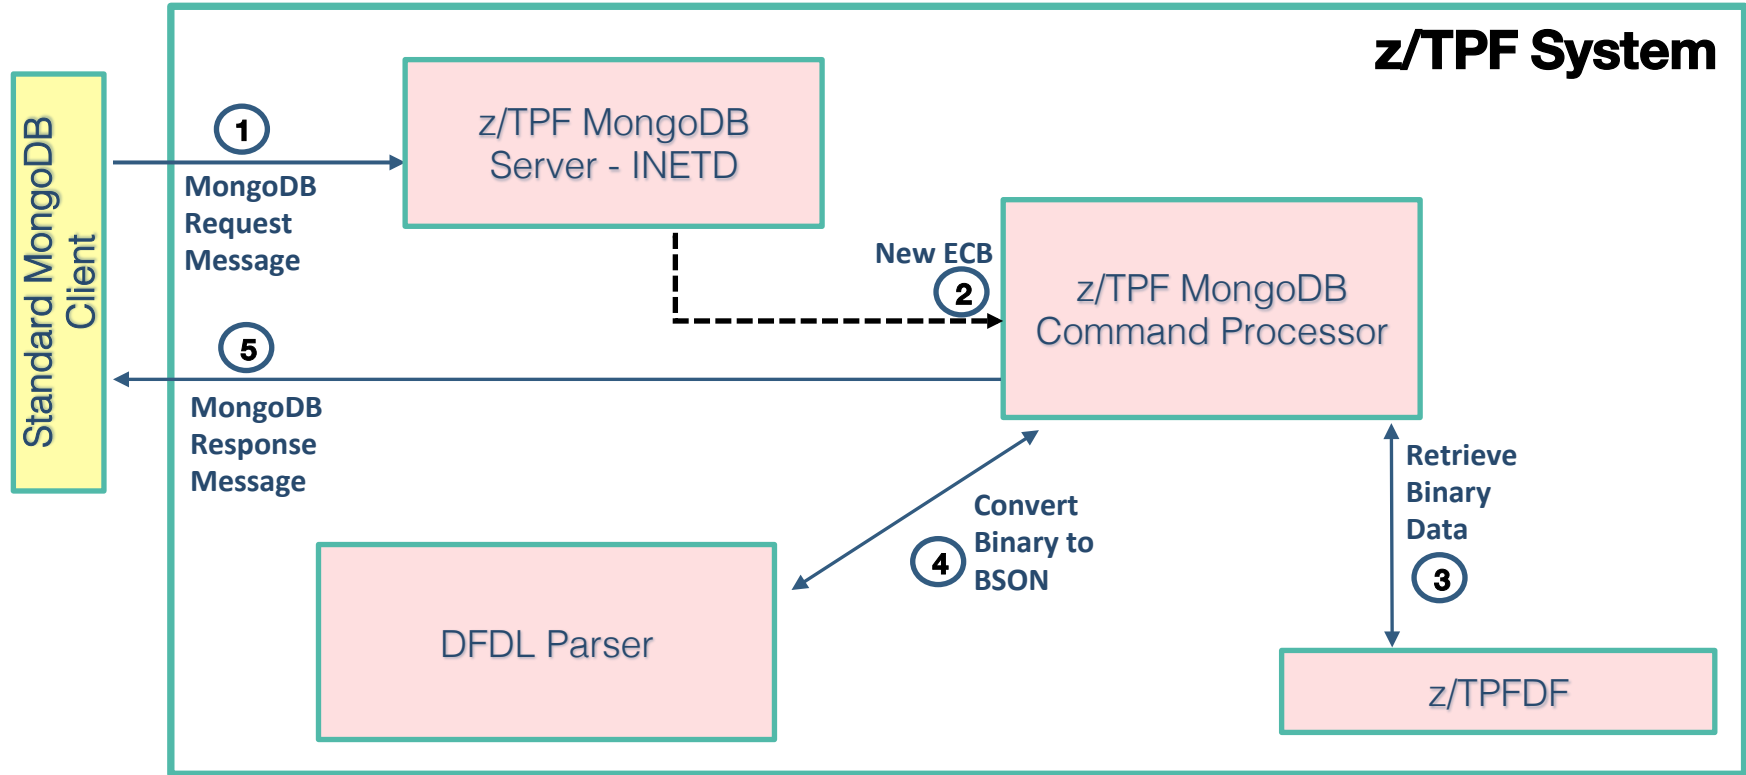 z/TPF System
Standard MongoDB
Client
1
MongoDB
Request
Message
z/TPF MongoDB
Server - INETD
New ECB
2
z/TPF MongoDB
Command Processor
5
MongoDB
Response
Message
Retrieve
Binary
Data
3
Convert
Binary to
BSON
4
DFDL Parser
z/TPFDF